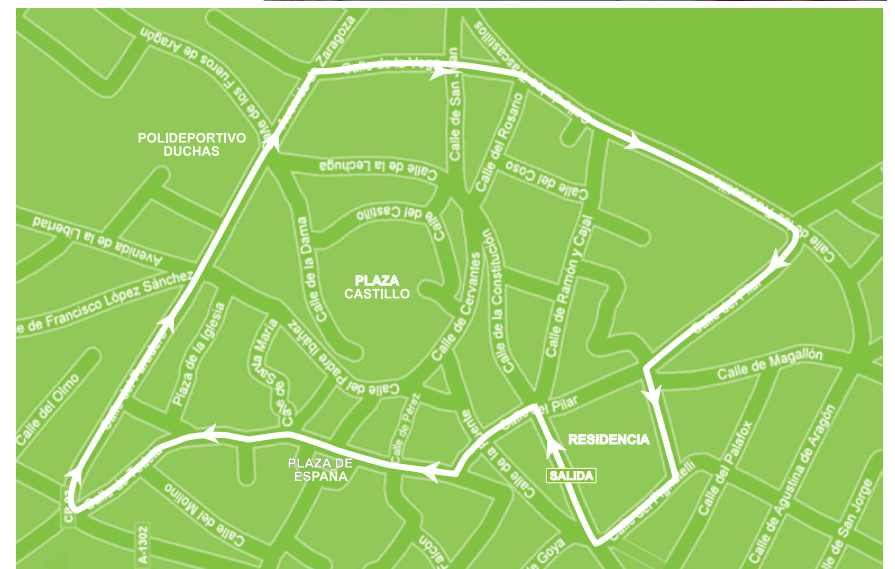 Calle de los Fueros de Aragón
Zaragoza
Calle de San Juan
Calle del Rosario
POLIDEPORTIVO
DUCHAS
Calle de la Lechuga
Calle del Coso
Calle del Castillo
Avenida de la Libertad
Calle de la Dama
PLAZA
CASTILLO
Calle de Cervantes
Calle de la Constitución
Calle de Ramón y Cajal
Calle del Pilar
e de Francisco López Sánchez
Plaza de la Iglesia
Calle del Padre Ibáñez
Calle de Magallón
Calle del Olmo
Calle de Pérez
RESIDENCIA
PLAZA DE
ESPAÑA
SALIDA
Calle del Molino
Calle del Palafox
Calle de Agustina de Aragón
Calle de San Jorge
A-1302
Falcón
Goya